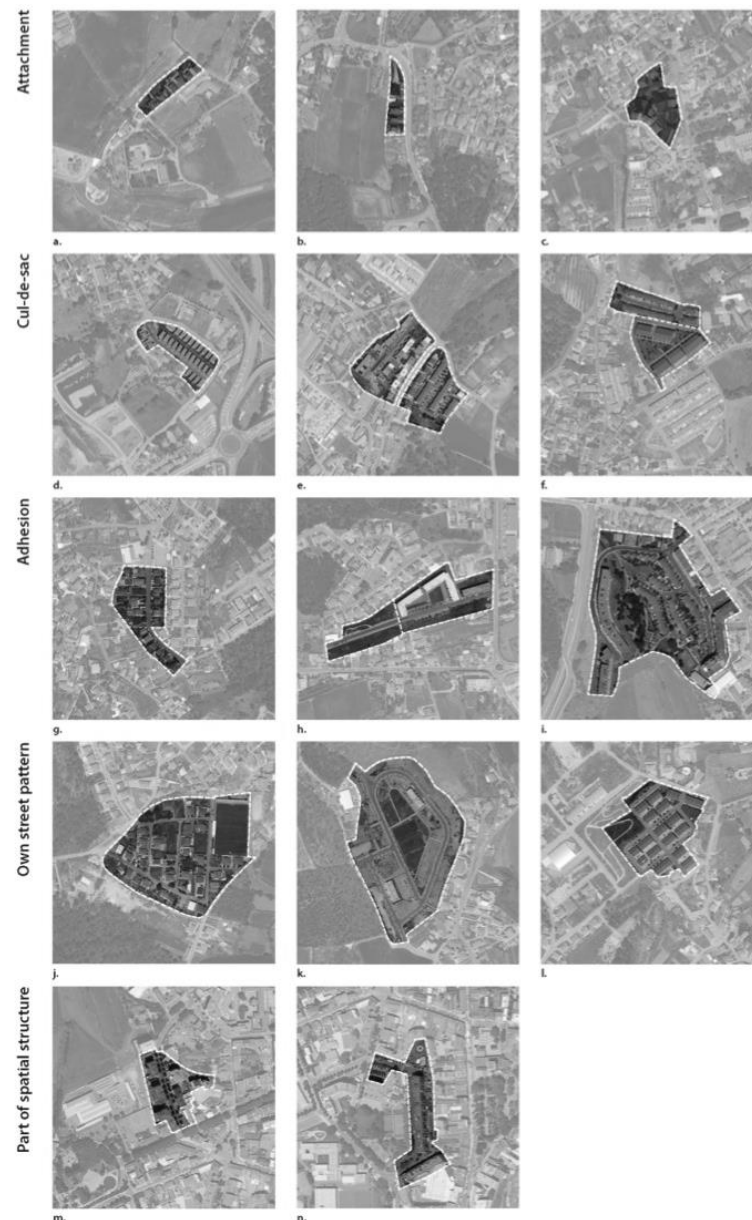 Attachment
a.
b.
c.
Cul-de-sac
d.
e.
f.
Adhesion
g.
h.
i.
Own street pattern
j.
k.
l.
Part of spatial structure
m.
n.